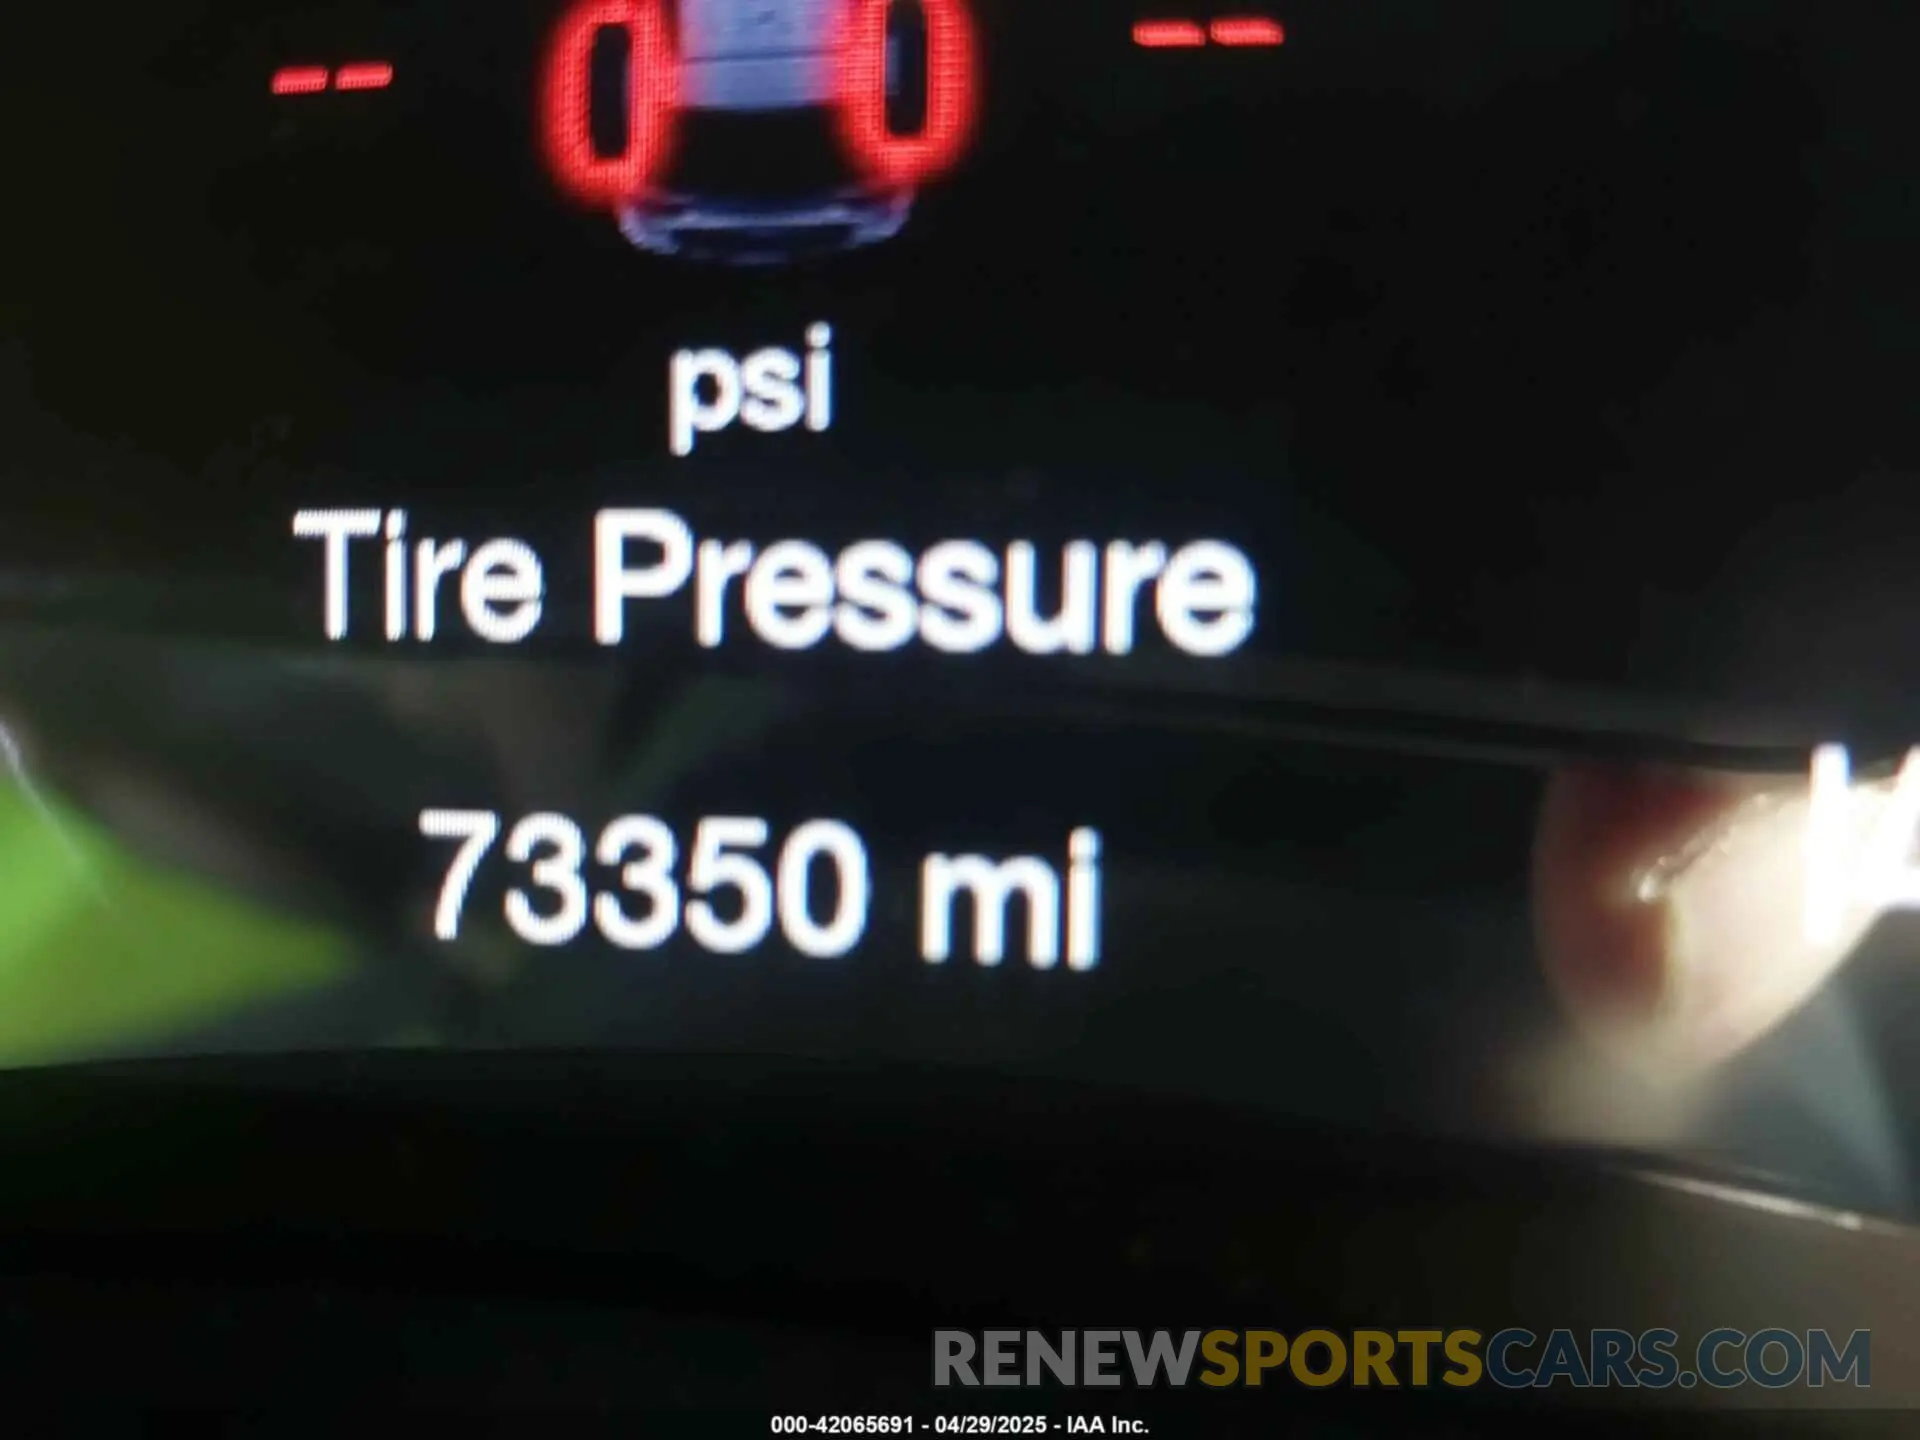 -- --
psi
Tire Pressure
73350 mi
RENEWSPORTSCARS.COM
000-42065691 - 04/29/2025 - IAA Inc.